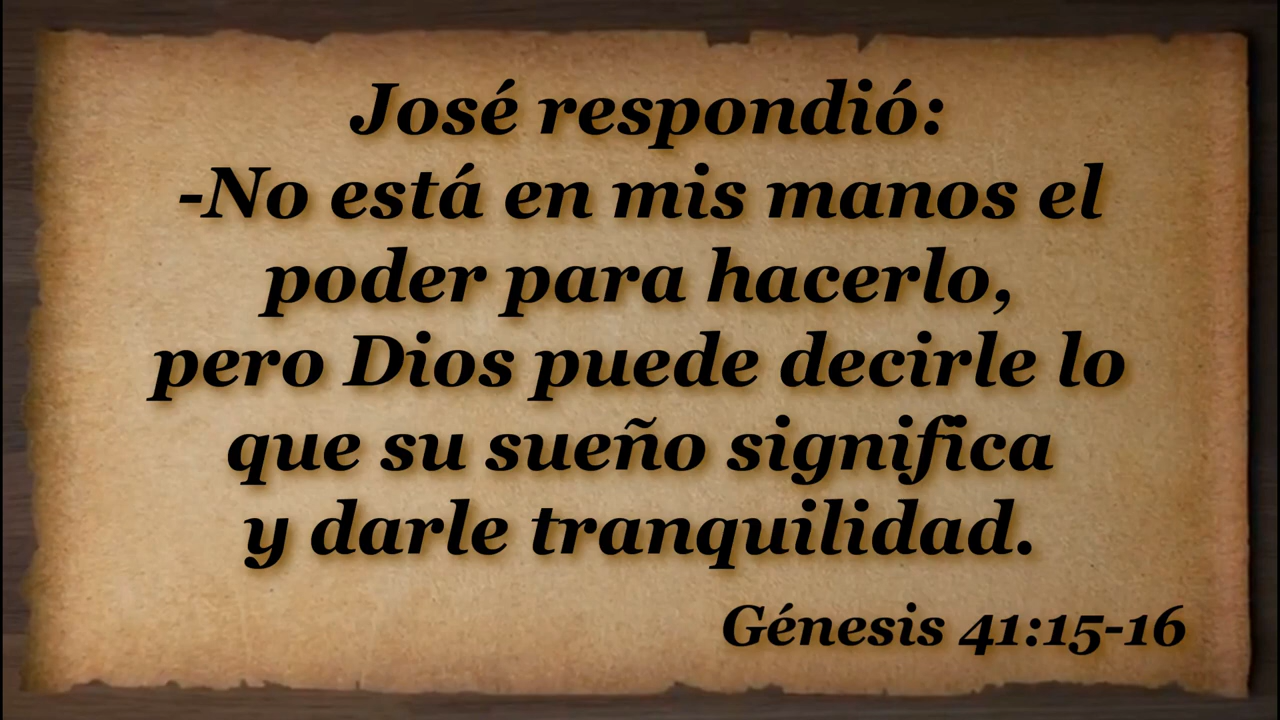 José respondió:
-No está en mis manos el
poder para hacerlo,
pero Dios puede decirle lo
que su sueño significa
y darle tranquilidad.
Génesis 41:15-16